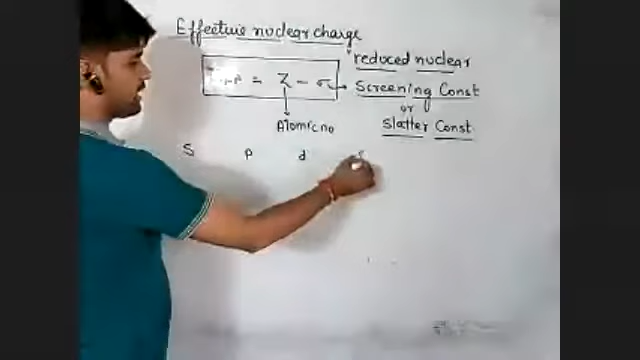 Effective nuclear charge
reduced nuclear
= Z - σ → Screening Const
or
Atomic no
Slatter Const
S P d